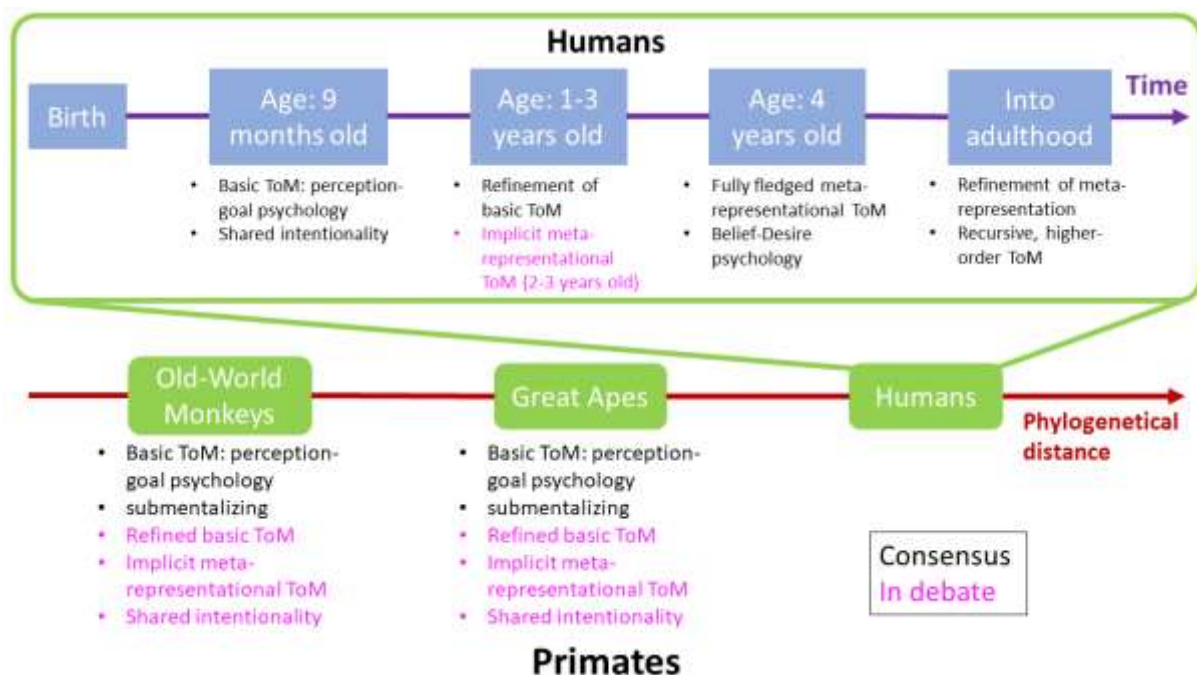 Humans
Time
Birth
Age: 9
months old
• Basic ToM: perception-
goal psychology
• Shared intentionality
Age: 1-3
years old
• Refinement of
basic ToM
• Implicit meta-
representational
ToM (2-3 years old)
Age: 4
years old
• Fully fledged meta-
representational ToM
• Belief-Desire
psychology
Into
adulthood
• Refinement of meta-
representation
• Recursive, higher-
order ToM
Old-World
Monkeys
• Basic ToM: perception-
goal psychology
• submentalizing
• Refined basic ToM
• Implicit meta-
representational ToM
• Shared intentionality
Great Apes
• Basic ToM: perception-
goal psychology
• submentalizing
• Refined basic ToM
• Implicit meta-
representational ToM
• Shared intentionality
Humans
Phylogenetical
distance
Consensus
In debate
Primates